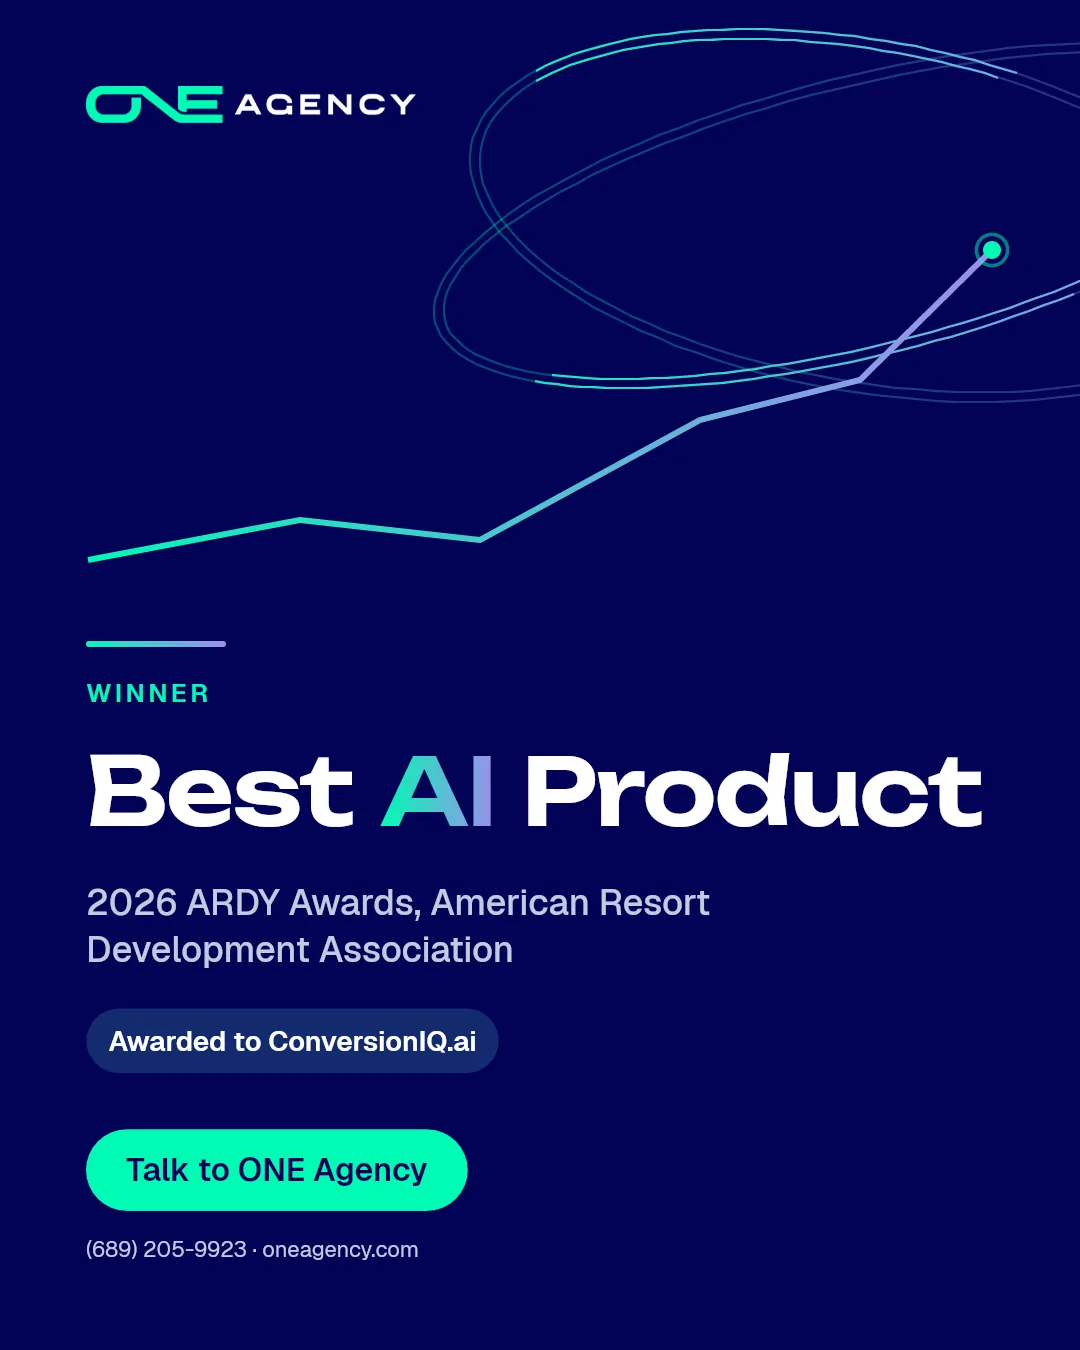 ONE AGENCY
WINNER
Best AI Product
2026 ARDY Awards, American Resort
Development Association
Awarded to ConversionIQ.ai
Talk to ONE Agency
(689) 205-9923 · oneagency.com